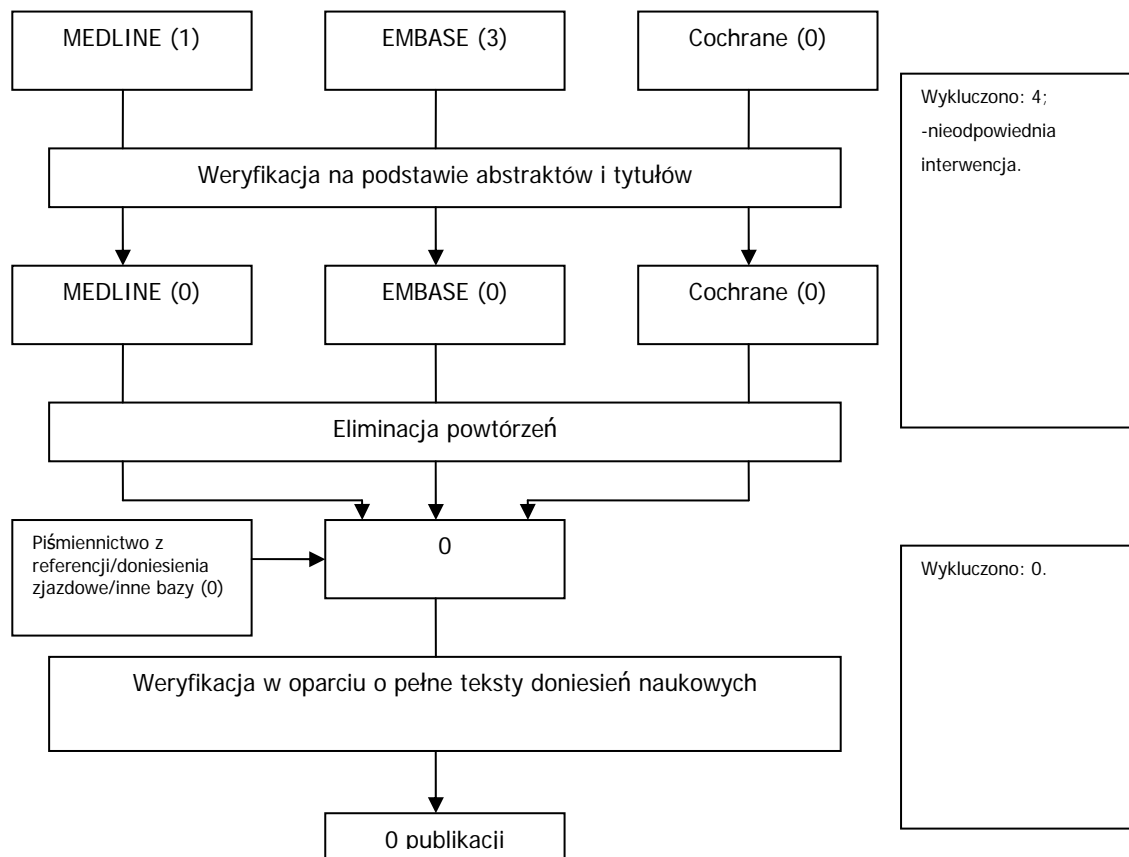 MEDLINE (1)
EMBASE (3)
Cochrane (0)
Wykluczono: 4;
-nieodpowiednia
interwencja.
Weryfikacja na podstawie abstraktów i tytułów
MEDLINE (0)
EMBASE (0)
Cochrane (0)
Eliminacja powtórzeń
Piśmiennictwo z
referencji/doniesienia
zjazdowe/inne bazy (0)
0
Wykluczono: 0.
Weryfikacja w oparciu o pełne teksty doniesień naukowych
0 publikacji